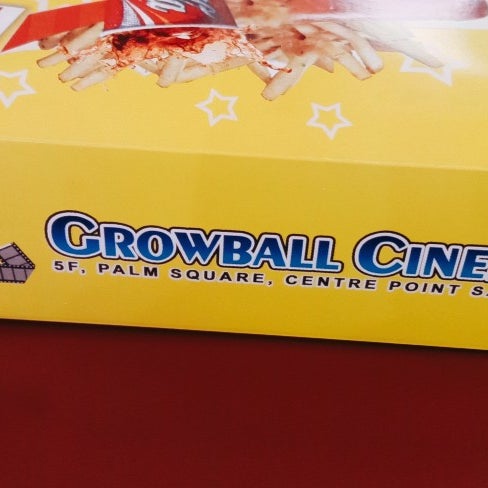 GROWBALL CINE
5F, PALM SQUARE, CENTRE POINT S